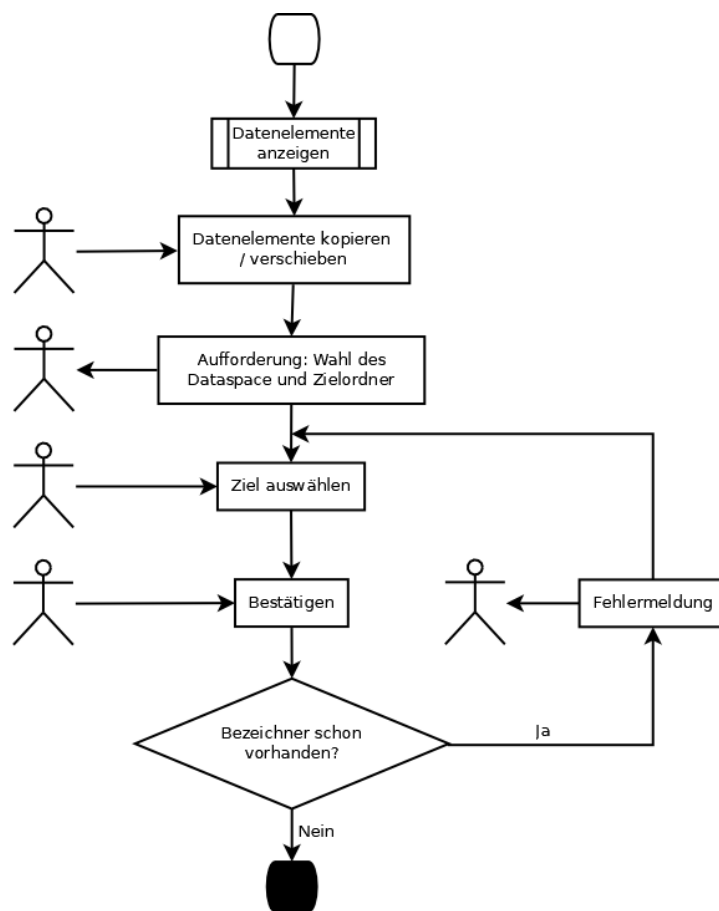 Datenelemente
anzeigen
Datenelemente kopieren
/ verschieben
Aufforderung: Wahl des
Dataspace und Zielordner
Ziel auswählen
Bestätigen
Fehlermeldung
Bezeichner schon
vorhanden?
Ja
Nein